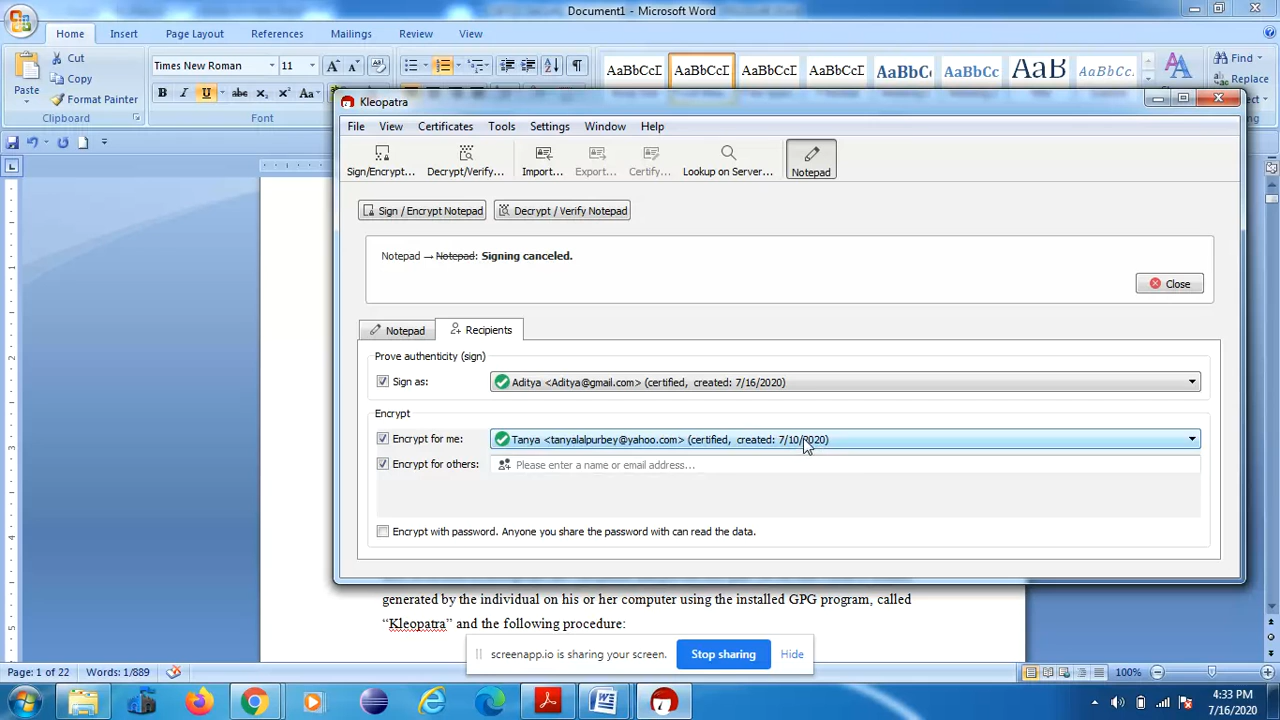 Document1 - Microsoft Word
Home Insert Page Layout References Mailings Review View
Paste
Cut
Copy
Format Painter
Clipboard
Times New Roman 11
B I U abc X₂ X² Aa
Font
AaBbCcI AaBbCcI AaBbCcI AaBbCcI AaBbCc AaBbCc AaB AaBbCcI
Find
Replace
Kleopatra
File View Certificates Tools Settings Window Help
Sign/Encrypt... Decrypt/Verify... Import... Export... Certify... Lookup on Server... Notepad
Sign / Encrypt Notepad Decrypt / Verify Notepad
Notepad → Notepad: Signing canceled.
Close
Notepad Recipients
Prove authenticity (sign)
Sign as: Aditya <Aditya@gmail.com> (certified, created: 7/16/2020)
Encrypt
Encrypt for me: Tanya <tanyalalpurbey@yahoo.com> (certified, created: 7/10/2020)
Encrypt for others: Please enter a name or email address...
Encrypt with password. Anyone you share the password with can read the data.
generated by the individual on his or her computer using the installed GPG program, called
“Kleopatra” and the following procedure:
screenapp.io is sharing your screen. Stop sharing Hide
Page: 1 of 22 Words: 1/889 100%
4:33 PM
7/16/2020